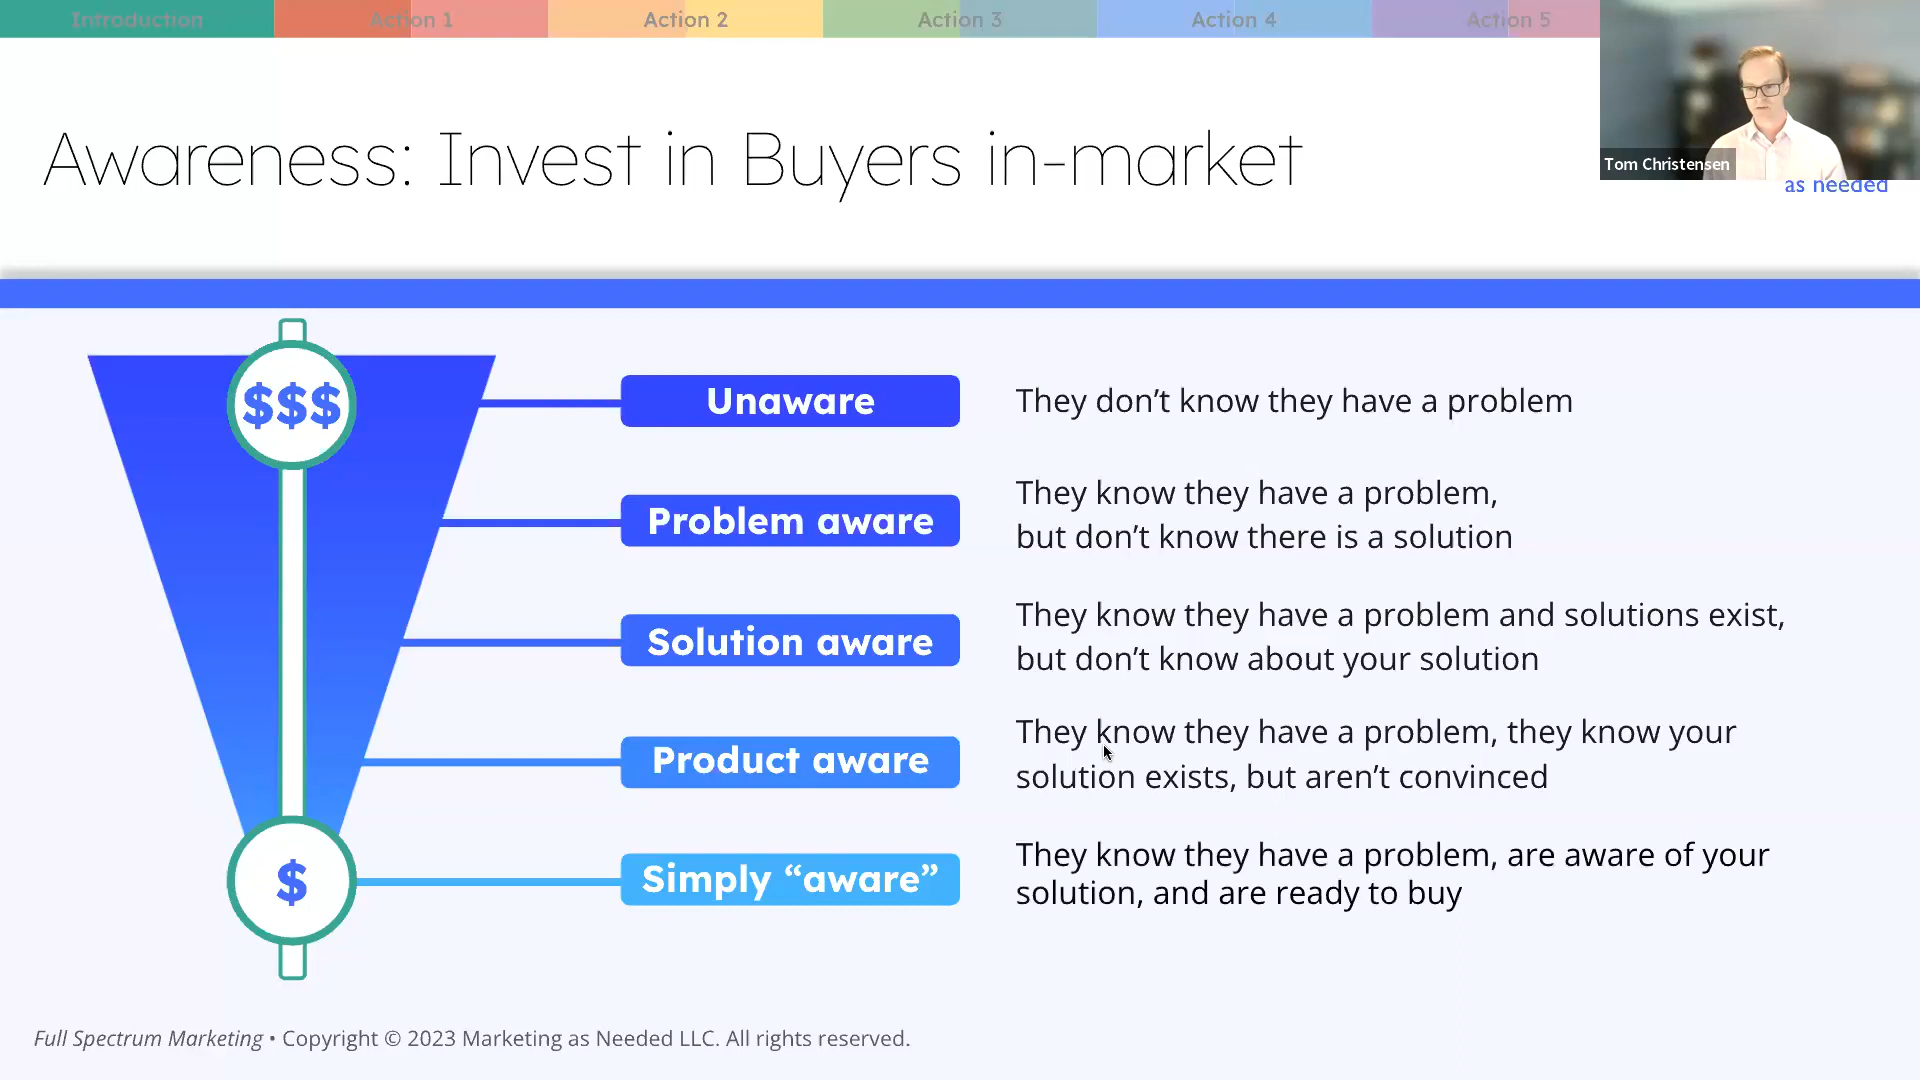 Introduction Action 1 Action 2 Action 3 Action 4 Action 5
Awareness: Invest in Buyers in-market
Tom Christensen
as needed
$$$
Unaware
They don’t know they have a problem
Problem aware
They know they have a problem,
but don’t know there is a solution
Solution aware
They know they have a problem and solutions exist,
but don’t know about your solution
Product aware
They know they have a problem, they know your
solution exists, but aren’t convinced
$
Simply “aware”
They know they have a problem, are aware of your
solution, and are ready to buy
Full Spectrum Marketing • Copyright © 2023 Marketing as Needed LLC. All rights reserved.